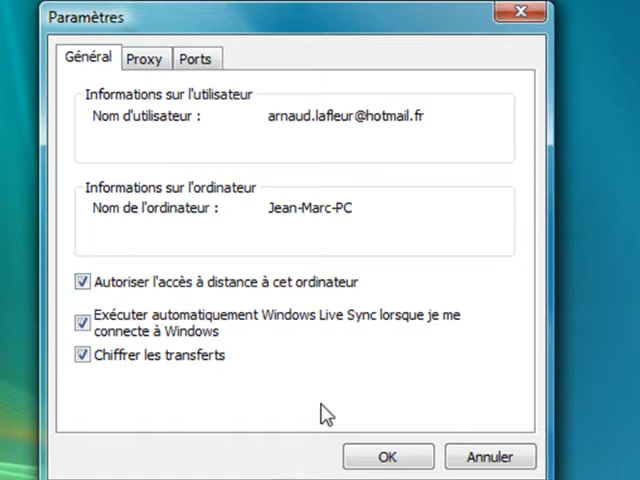 Paramètres
Général
Proxy
Ports
Informations sur l'utilisateur
Nom d'utilisateur : arnaud.lafleur@hotmail.fr
Informations sur l'ordinateur
Nom de l'ordinateur : Jean-Marc-PC
Autoriser l'accès à distance à cet ordinateur
Exécuter automatiquement Windows Live Sync lorsque je me
connecte à Windows
Chiffrer les transferts
OK
Annuler